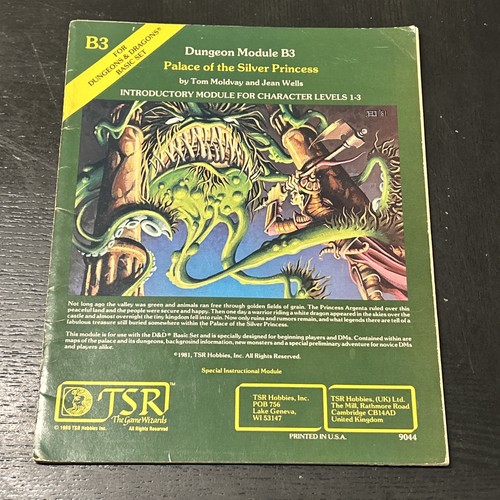 B3
FOR
DUNGEONS & DRAGONS®
BASIC SET
Dungeon Module B3
Palace of the Silver Princess
by Tom Moldvay and Jean Wells
INTRODUCTORY MODULE FOR CHARACTER LEVELS 1-3
Not long ago the valley was green and animals ran free through golden fields of grain. The Princess Argenta ruled over this
peaceful land and the people were secure and happy. Then one day a warrior riding a white dragon appeared in the skies over the
castle and almost overnight the tiny kingdom fell into ruin. Now only ruins and rumors remain, and what legends there are tell of a
fabulous treasure still buried somewhere within the Palace of the Silver Princess.
This module is for use with the D&D® Basic Set and is specially designed for beginning players and DMs. Contained within are
maps of the palace and its dungeons, background information, new monsters and a special preliminary adventure for novice DMs
and players alike.
©1981, TSR Hobbies, Inc. All Rights Reserved.
Special Instructional Module
TSR™
The Game Wizards
© 1980 TSR Hobbies Inc. All Rights Reserved
TSR Hobbies, Inc.
POB 756
Lake Geneva,
WI 53147
TSR Hobbies, (UK) Ltd.
The Mill, Rathmore Road
Cambridge CB14AD
United Kingdom
PRINTED IN U.S.A.
9044